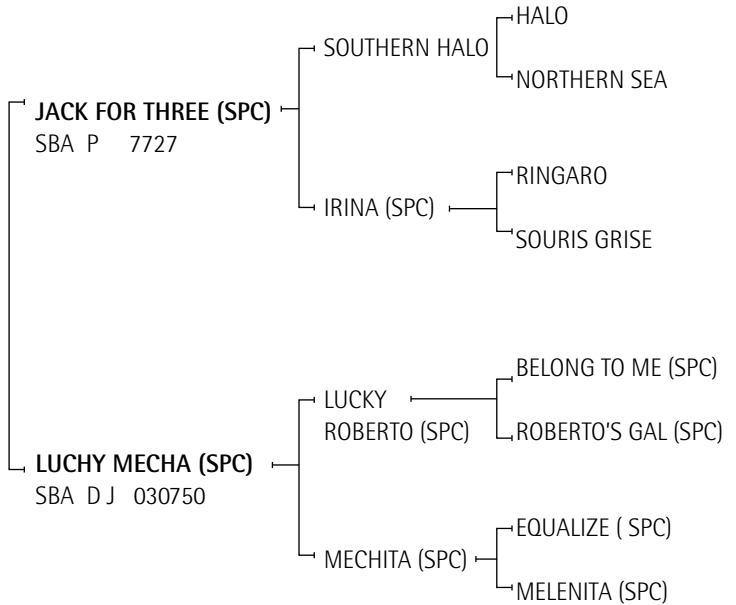 HALO
SOUTHERN HALO
NORTHERN SEA
JACK FOR THREE (SPC)
SBA P 7727
RINGARO
IRINA (SPC)
SOURIS GRISE
BELONG TO ME (SPC)
LUCKY
ROBERTO (SPC)
ROBERTO'S GAL (SPC)
LUCHY MECHA (SPC)
SBA D J 030750
EQUALIZE ( SPC)
MECHITA (SPC)
MELENITA (SPC)